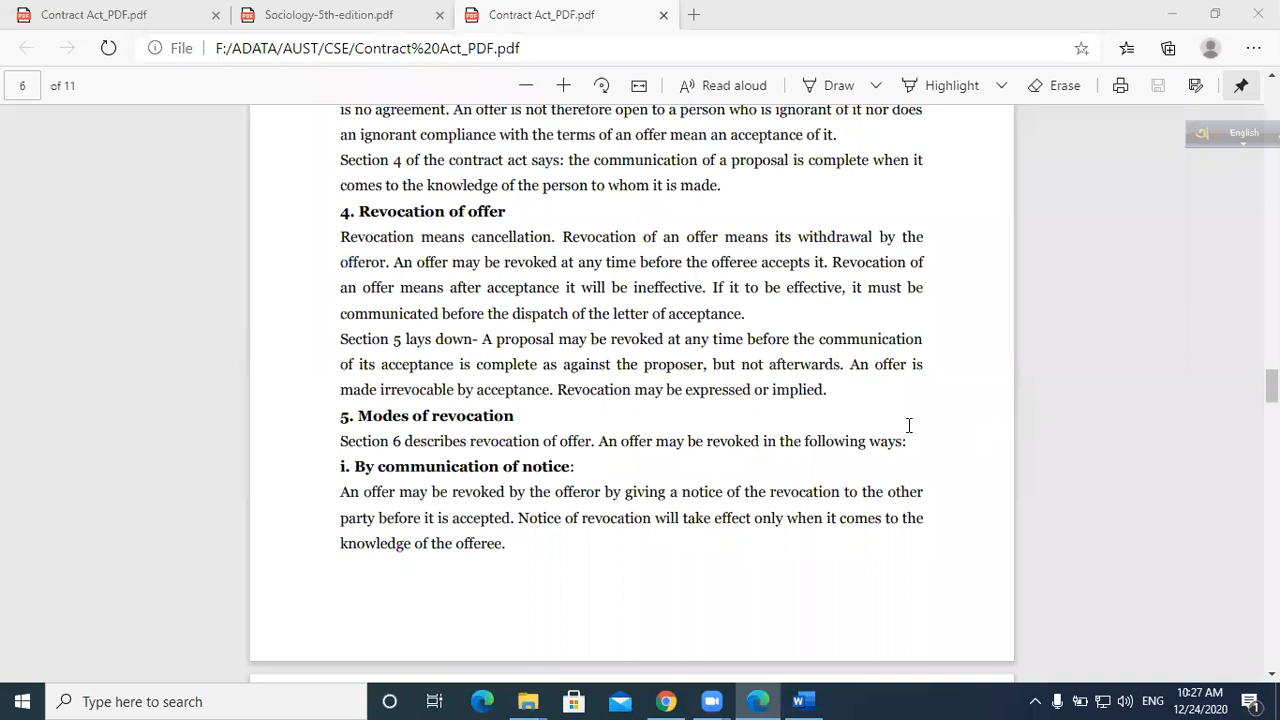 Contract Act_PDF.pdf
Sociology-5th-edition.pdf
Contract Act_PDF.pdf
File
F:/ADATA/AUST/CSE/Contract%20Act_PDF.pdf
6
of 11
Read aloud
Draw
Highlight
Erase
English
is no agreement. An offer is not therefore open to a person who is ignorant of it nor does
an ignorant compliance with the terms of an offer mean an acceptance of it.
Section 4 of the contract act says: the communication of a proposal is complete when it
comes to the knowledge of the person to whom it is made.
4. Revocation of offer
Revocation means cancellation. Revocation of an offer means its withdrawal by the
offeror. An offer may be revoked at any time before the offeree accepts it. Revocation of
an offer means after acceptance it will be ineffective. If it to be effective, it must be
communicated before the dispatch of the letter of acceptance.
Section 5 lays down- A proposal may be revoked at any time before the communication
of its acceptance is complete as against the proposer, but not afterwards. An offer is
made irrevocable by acceptance. Revocation may be expressed or implied.
5. Modes of revocation
Section 6 describes revocation of offer. An offer may be revoked in the following ways:
i. By communication of notice:
An offer may be revoked by the offeror by giving a notice of the revocation to the other
party before it is accepted. Notice of revocation will take effect only when it comes to the
knowledge of the offeree.
Type here to search
ENG
10:27 AM
12/24/2020